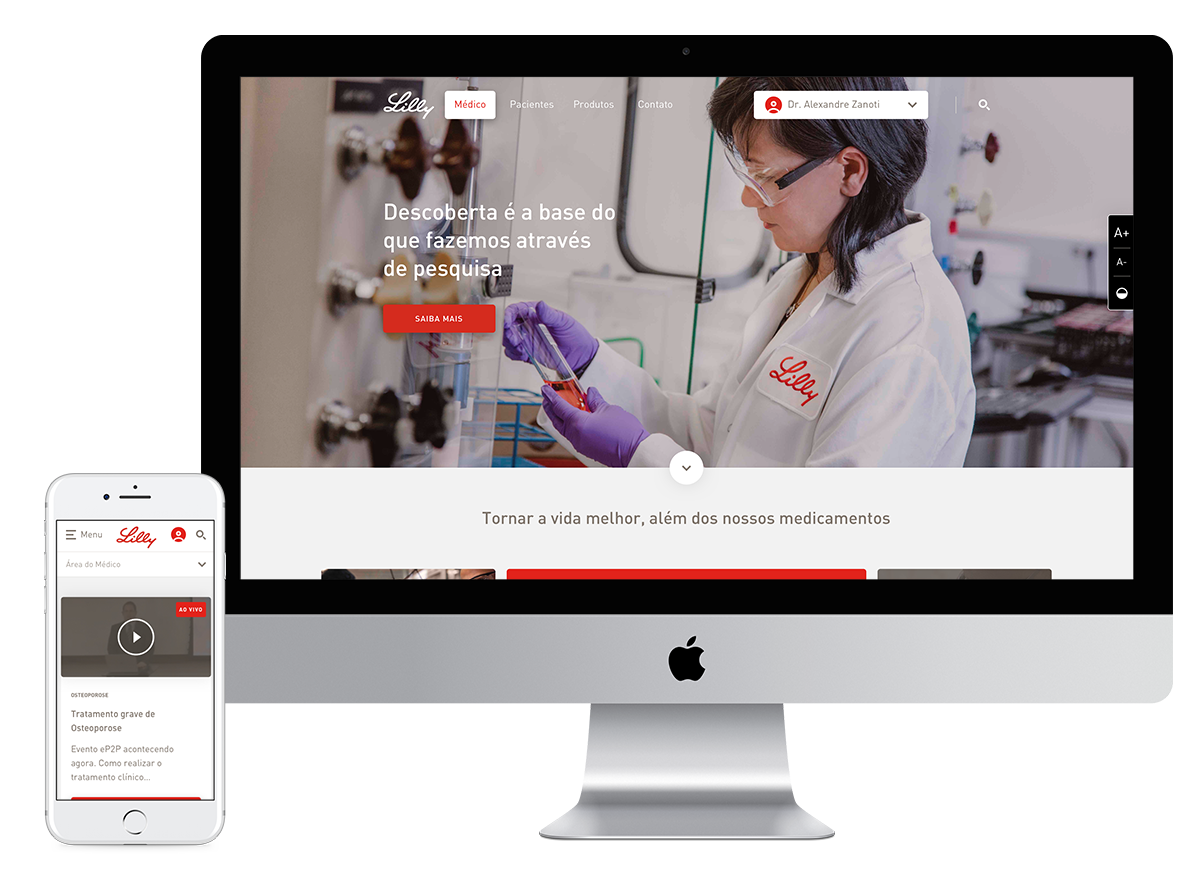 Lilly
Médico
Pacientes
Produtos
Contato
Dr. Alexandre Zanoti
Descoberta é a base do
que fazemos através
de pesquisa
SAIBA MAIS
A+
A-
Lilly
Tornar a vida melhor, além dos nossos medicamentos
Menu
Lilly
Área do Médico
AO VIVO
OSTEOPOROSE
Tratamento grave de
Osteoporose
Evento eP2P acontecendo
agora. Como realizar o
tratamento clínico...